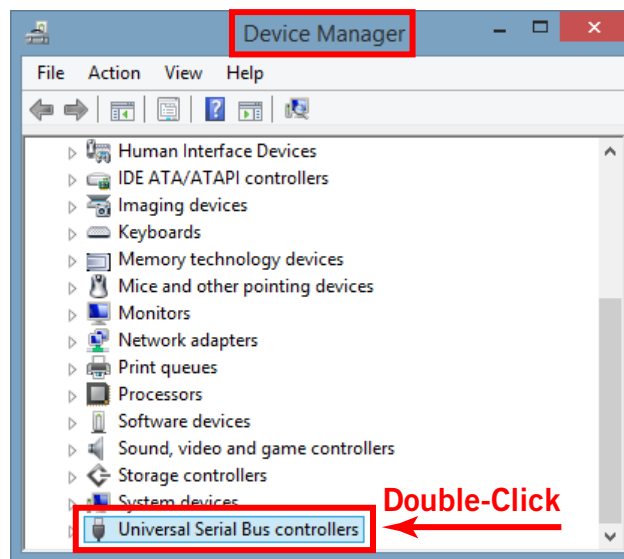 Device Manager
File Action View Help
Human Interface Devices
IDE ATA/ATAPI controllers
Imaging devices
Keyboards
Memory technology devices
Mice and other pointing devices
Monitors
Network adapters
Print queues
Processors
Software devices
Sound, video and game controllers
Storage controllers
System devices
Double-Click
Universal Serial Bus controllers